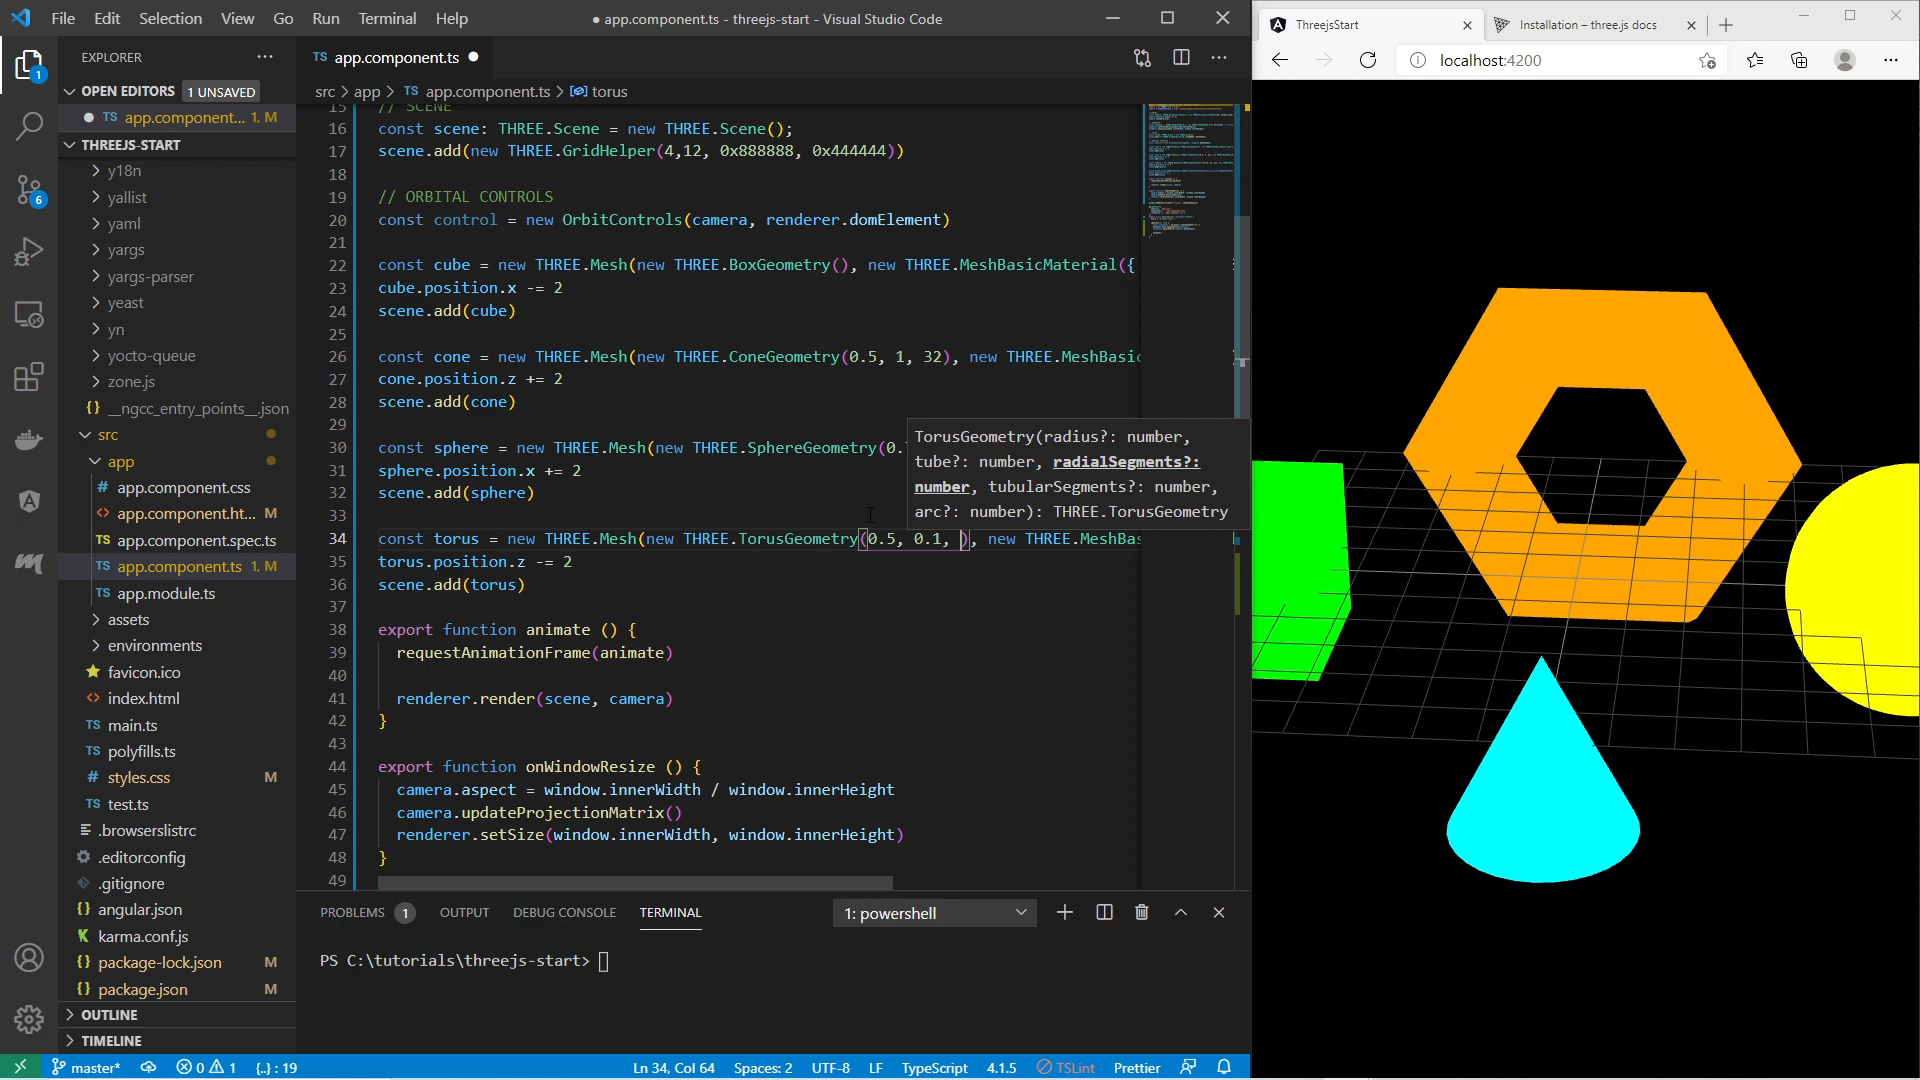 File Edit Selection View Go Run Terminal Help
● app.component.ts - threejs-start - Visual Studio Code
EXPLORER
OPEN EDITORS 1 UNSAVED
TS app.component... 1, M
THREEJS-START
y18n
yallist
yaml
yargs
yargs-parser
yeast
yn
yocto-queue
zone.js
{} __ngcc_entry_points__.json
src
app
# app.component.css
<> app.component.ht... M
TS app.component.spec.ts
TS app.component.ts 1, M
TS app.module.ts
assets
environments
favicon.ico
<> index.html
TS main.ts
TS polyfills.ts
# styles.css M
TS test.ts
.browserslistrc
.editorconfig
.gitignore
{} angular.json
karma.conf.js
{} package-lock.json M
{} package.json M
OUTLINE
TIMELINE
1
6
TS app.component.ts
src > app > TS app.component.ts > torus
15 // SCENE
16 const scene: THREE.Scene = new THREE.Scene();
17 scene.add(new THREE.GridHelper(4,12, 0x888888, 0x444444))
18
19 // ORBITAL CONTROLS
20 const control = new OrbitControls(camera, renderer.domElement)
21
22 const cube = new THREE.Mesh(new THREE.BoxGeometry(), new THREE.MeshBasicMaterial({
23 cube.position.x -= 2
24 scene.add(cube)
25
26 const cone = new THREE.Mesh(new THREE.ConeGeometry(0.5, 1, 32), new THREE.MeshBasic
27 cone.position.z += 2
28 scene.add(cone)
29
30 const sphere = new THREE.Mesh(new THREE.SphereGeometry(0.
31 sphere.position.x += 2
32 scene.add(sphere)
33
34 const torus = new THREE.Mesh(new THREE.TorusGeometry(0.5, 0.1, ), new THREE.MeshBas
35 torus.position.z -= 2
36 scene.add(torus)
37
38 export function animate () {
39 requestAnimationFrame(animate)
40
41 renderer.render(scene, camera)
42 }
43
44 export function onWindowResize () {
45 camera.aspect = window.innerWidth / window.innerHeight
46 camera.updateProjectionMatrix()
47 renderer.setSize(window.innerWidth, window.innerHeight)
48 }
49
TorusGeometry(radius?: number,
tube?: number, radialSegments?:
number, tubularSegments?: number,
arc?: number): THREE.TorusGeometry
PROBLEMS 1 OUTPUT DEBUG CONSOLE TERMINAL 1: powershell
PS C:\tutorials\threejs-start>
master* 0 1 {..} : 19 Ln 34, Col 64 Spaces: 2 UTF-8 LF TypeScript 4.1.5 TSLint Prettier
ThreejsStart Installation – three.js docs
localhost:4200